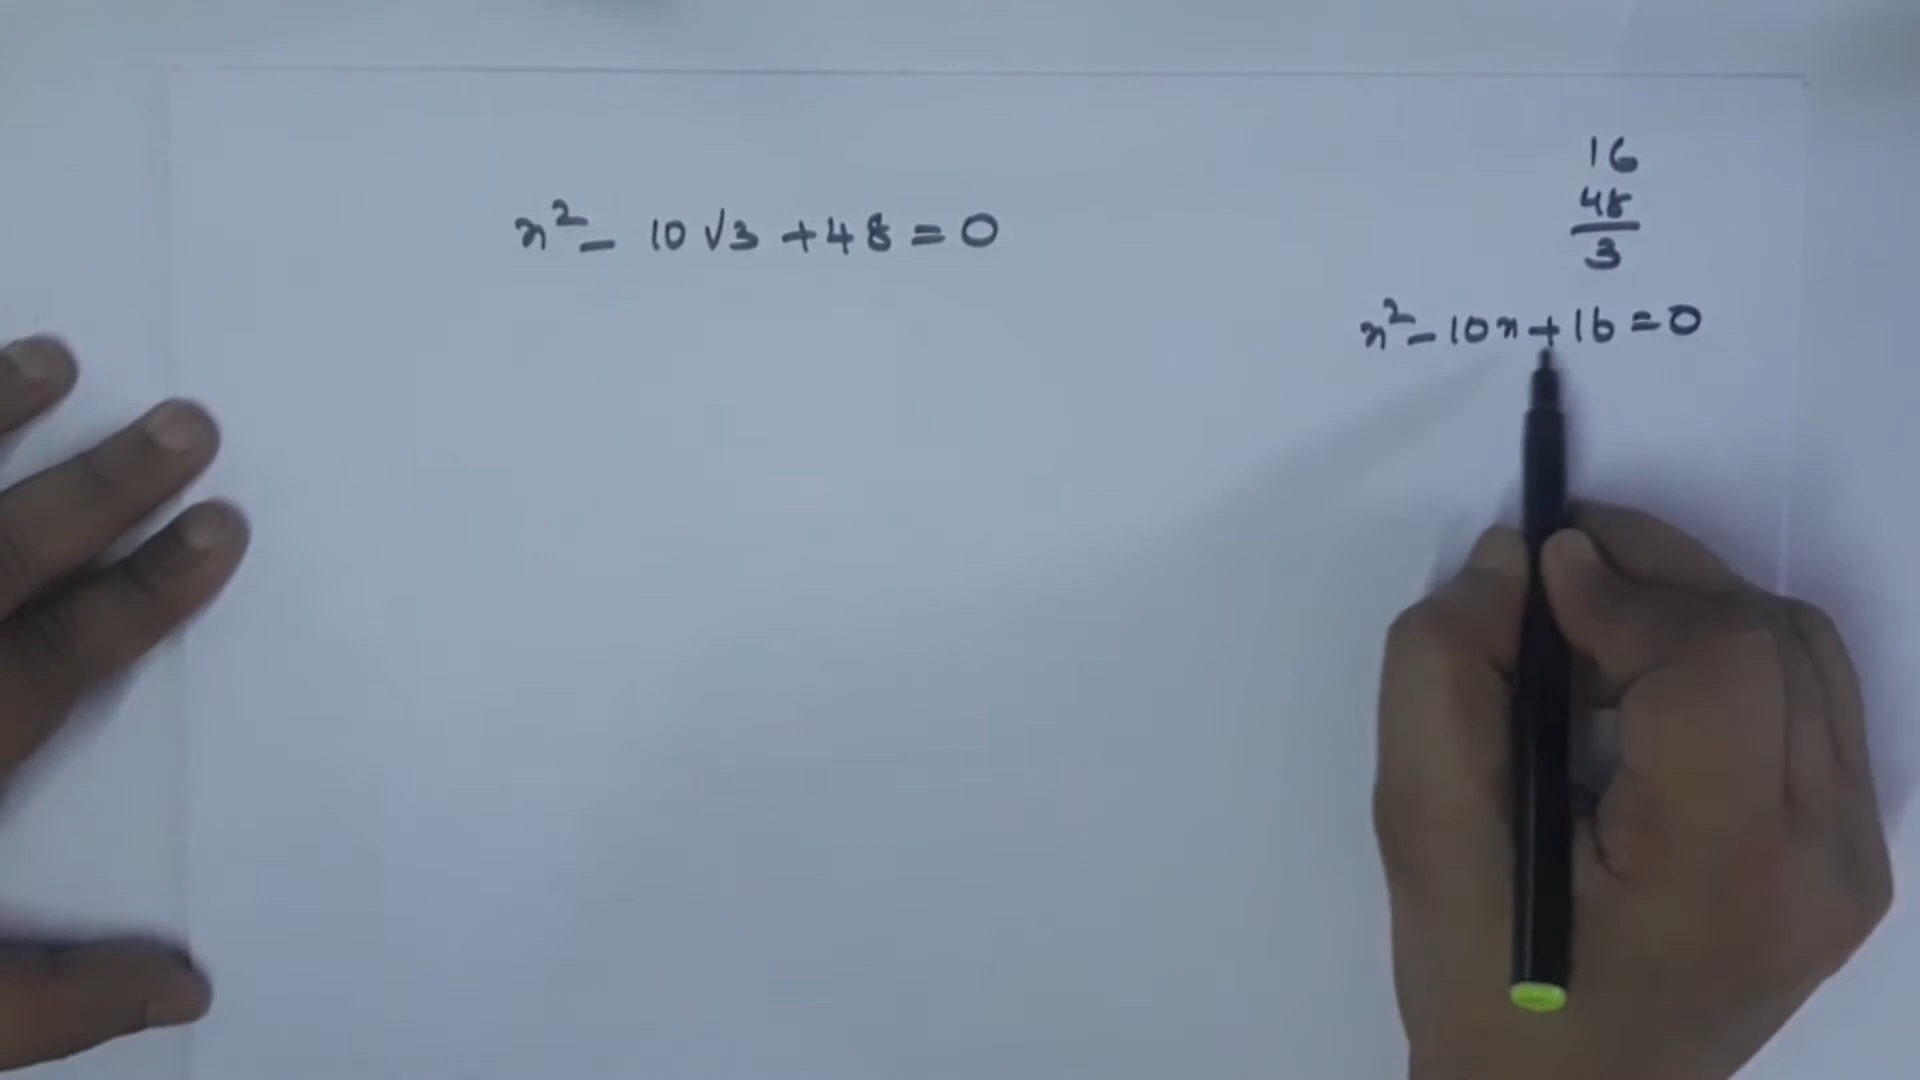 x² - 10√3 + 48 = 0
16
48
3
x² - 10x + 16 = 0